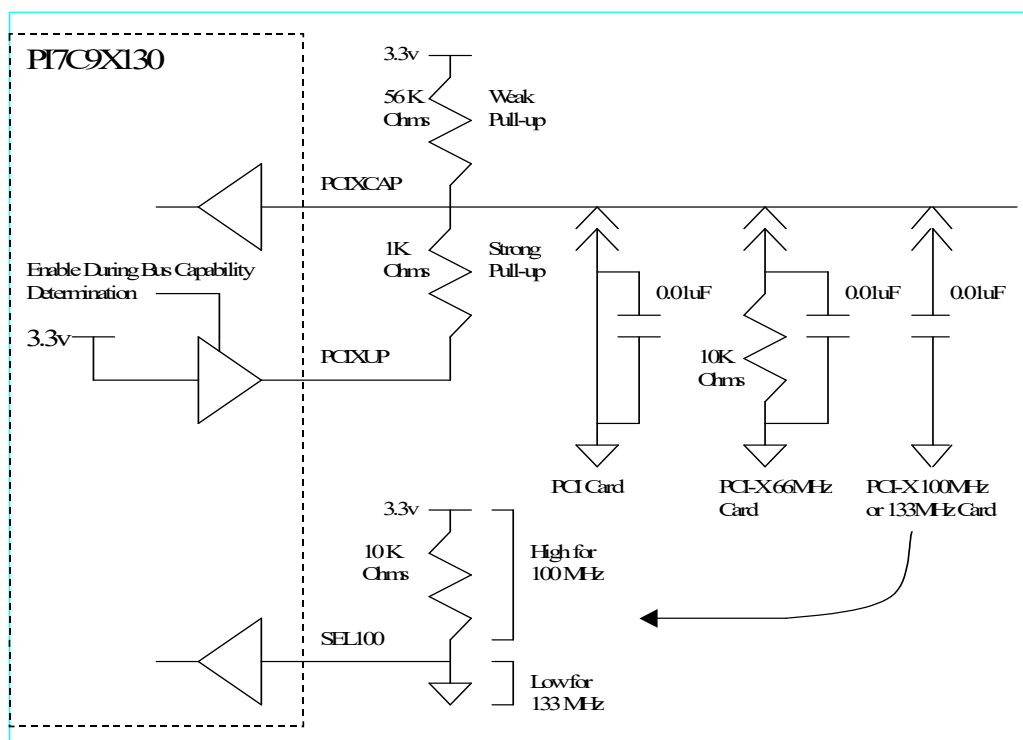 PI7C9X130
3.3v
56 K
Ohms
Weak
Pull-up
PCIXCAP
1K
Ohms
Strong
Pull-up
Enable During Bus Capability
Determination
3.3v
PCIXUP
0.01uF
0.01uF
0.01uF
10K
Ohms
PCI Card
PCI-X 66MHz
Card
PCI-X 100MHz
or 133MHz Card
3.3v
10 K
Ohms
High for
100 MHz
SEL100
Low for
133 MHz